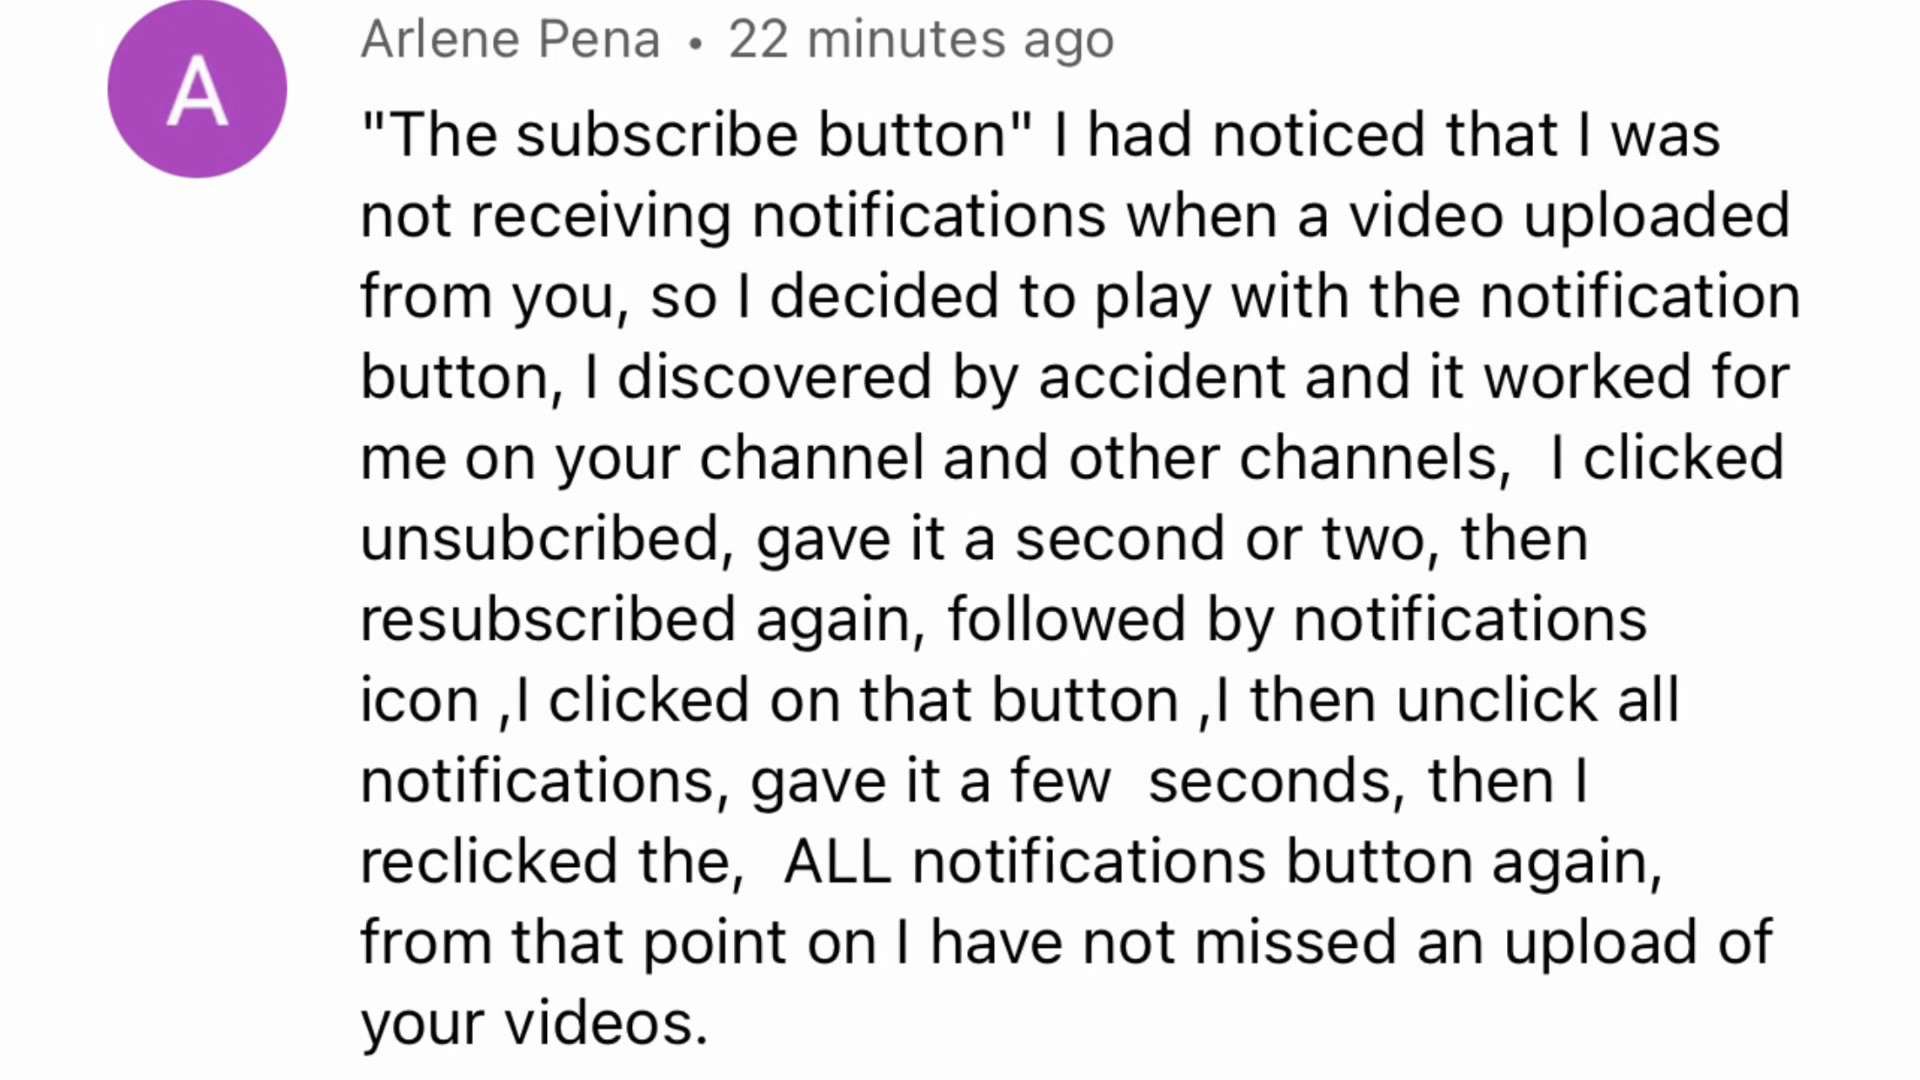 A
Arlene Pena • 22 minutes ago
"The subscribe button" I had noticed that I was
not receiving notifications when a video uploaded
from you, so I decided to play with the notification
button, I discovered by accident and it worked for
me on your channel and other channels,  I clicked
unsubcribed, gave it a second or two, then
resubscribed again, followed by notifications
icon ,I clicked on that button ,I then unclick all
notifications, gave it a few  seconds, then I
reclicked the,  ALL notifications button again,
from that point on I have not missed an upload of
your videos.